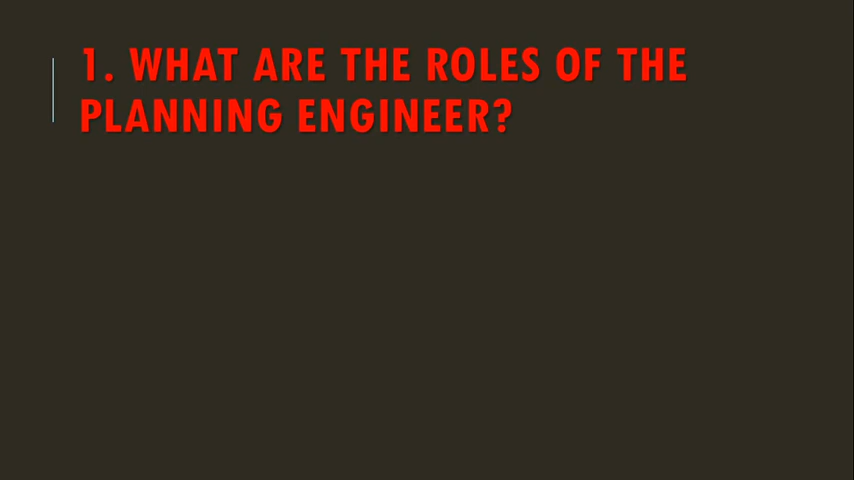 1. WHAT ARE THE ROLES OF THE
PLANNING ENGINEER?